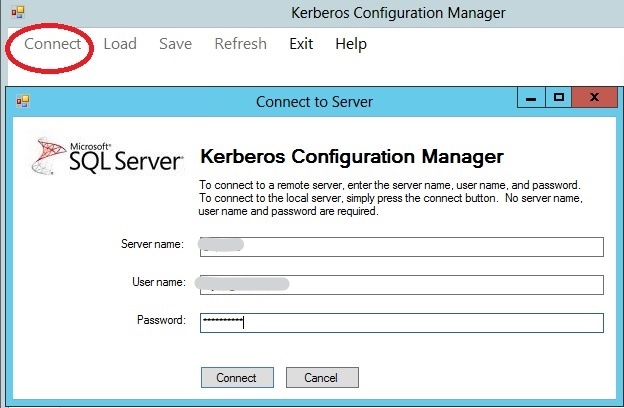 Kerberos Configuration Manager
Connect Load Save Refresh Exit Help
Connect to Server
Microsoft®
SQL Server®
Kerberos Configuration Manager
To connect to a remote server, enter the server name, user name, and password.
To connect to the local server, simply press the connect button. No server name,
user name and password are required.
Server name:
User name:
Password: **********
Connect Cancel